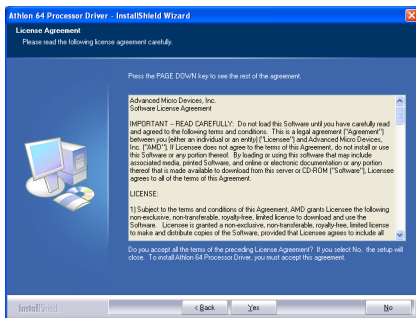 Athlon 64 Processor Driver - InstallShield Wizard
License Agreement
Please read the following license agreement carefully.
Press the PAGE DOWN key to see the rest of the agreement.
Advanced Micro Devices, Inc.
Software License Agreement
IMPORTANT – READ CAREFULLY: Do not load this Software until you have carefully read
and agreed to the following terms and conditions. This is a legal agreement ("Agreement")
between you (either an individual or an entity) ("Licensee") and Advanced Micro Devices,
Inc. ("AMD"). If Licensee does not agree to the terms of this Agreement, do not install or use
this Software or any portion thereof. By loading or using this software that may include
associated media, printed Software, and online or electronic documentation or any portion
thereof that is made available to download from this server or CD-ROM ("Software"), Licensee
agrees to all of the terms of this Agreement.
LICENSE:
1) Subject to the terms and conditions of this Agreement, AMD grants Licensee the following
non-exclusive, non-transferable, royalty-free, limited license to download and use the
Software. Licensee is granted a non-exclusive, non-transferable, royalty-free, limited license
to make and distribute copies of the Software, provided that Licensee agrees to include all
Do you accept all the terms of the preceding License Agreement? If you select No, the setup will
close. To install Athlon 64 Processor Driver, you must accept this agreement.
InstallShield
< Back Yes No